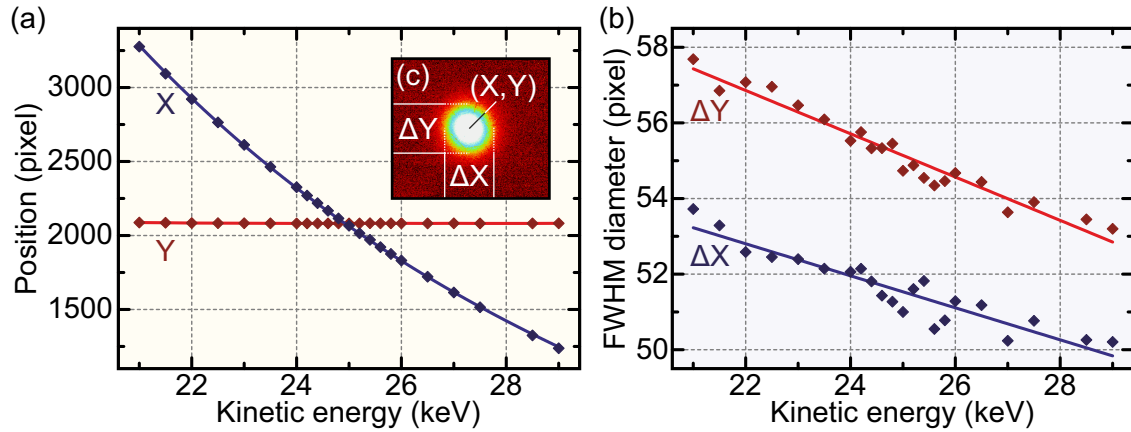 (a)
Position (pixel)
3000
2500
2000
1500
22
24
26
28
Kinetic energy (keV)
X
Y
(c)
(X,Y)
ΔY
ΔX
(b)
FWHM diameter (pixel)
58
56
54
52
50
22
24
26
28
Kinetic energy (keV)
ΔY
ΔX